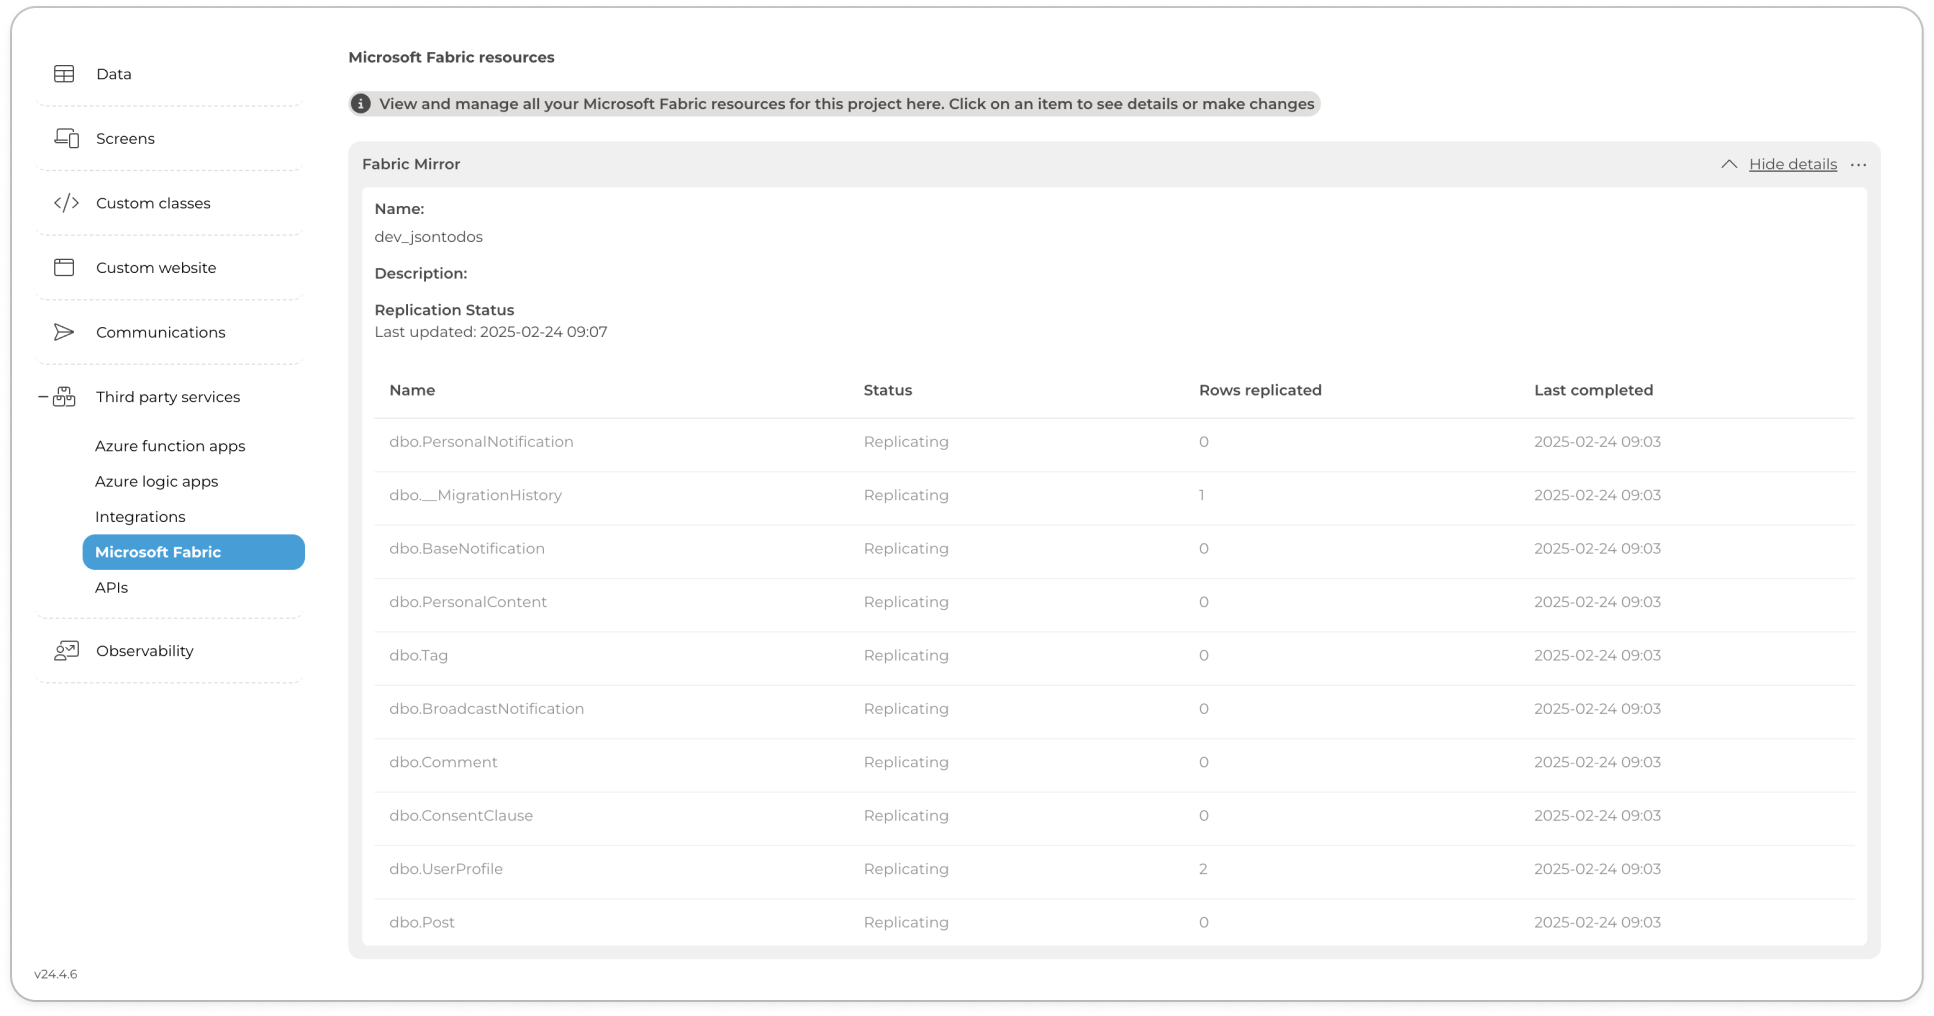 Data
Screens
Custom classes
Custom website
Communications
Third party services
Azure function apps
Azure logic apps
Integrations
Microsoft Fabric
APIs
Observability
v24.4.6
Microsoft Fabric resources
View and manage all your Microsoft Fabric resources for this project here. Click on an item to see details or make changes
Fabric Mirror Hide details
Name:
dev_jsontodos
Description:
Replication Status
Last updated: 2025-02-24 09:07
Name Status Rows replicated Last completed
dbo.PersonalNotification Replicating 0 2025-02-24 09:03
dbo.__MigrationHistory Replicating 1 2025-02-24 09:03
dbo.BaseNotification Replicating 0 2025-02-24 09:03
dbo.PersonalContent Replicating 0 2025-02-24 09:03
dbo.Tag Replicating 0 2025-02-24 09:03
dbo.BroadcastNotification Replicating 0 2025-02-24 09:03
dbo.Comment Replicating 0 2025-02-24 09:03
dbo.ConsentClause Replicating 0 2025-02-24 09:03
dbo.UserProfile Replicating 2 2025-02-24 09:03
dbo.Post Replicating 0 2025-02-24 09:03